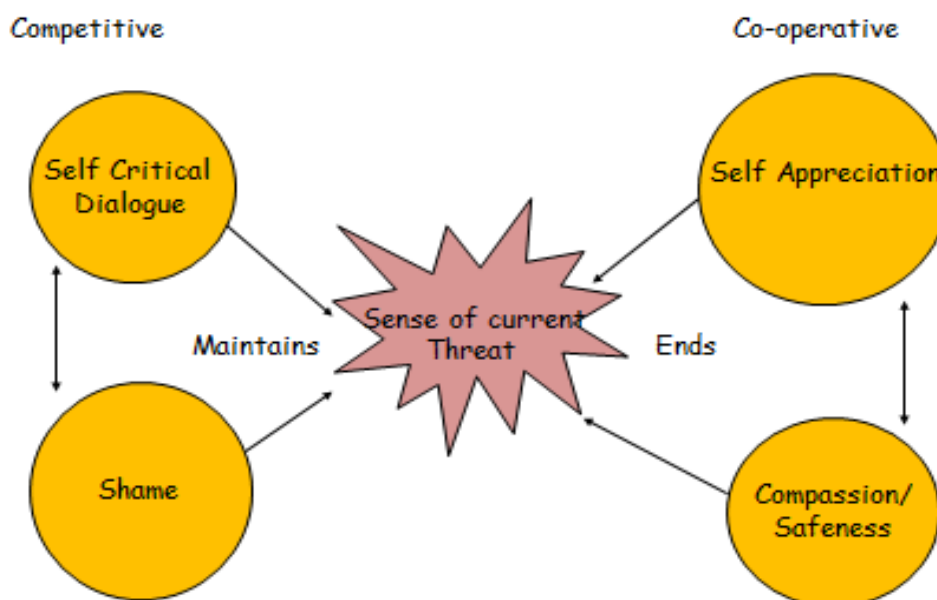 Competitive
Co-operative
Self Critical
Dialogue
Self Appreciation
Sense of current
Threat
Maintains
Ends
Shame
Compassion/
Safeness